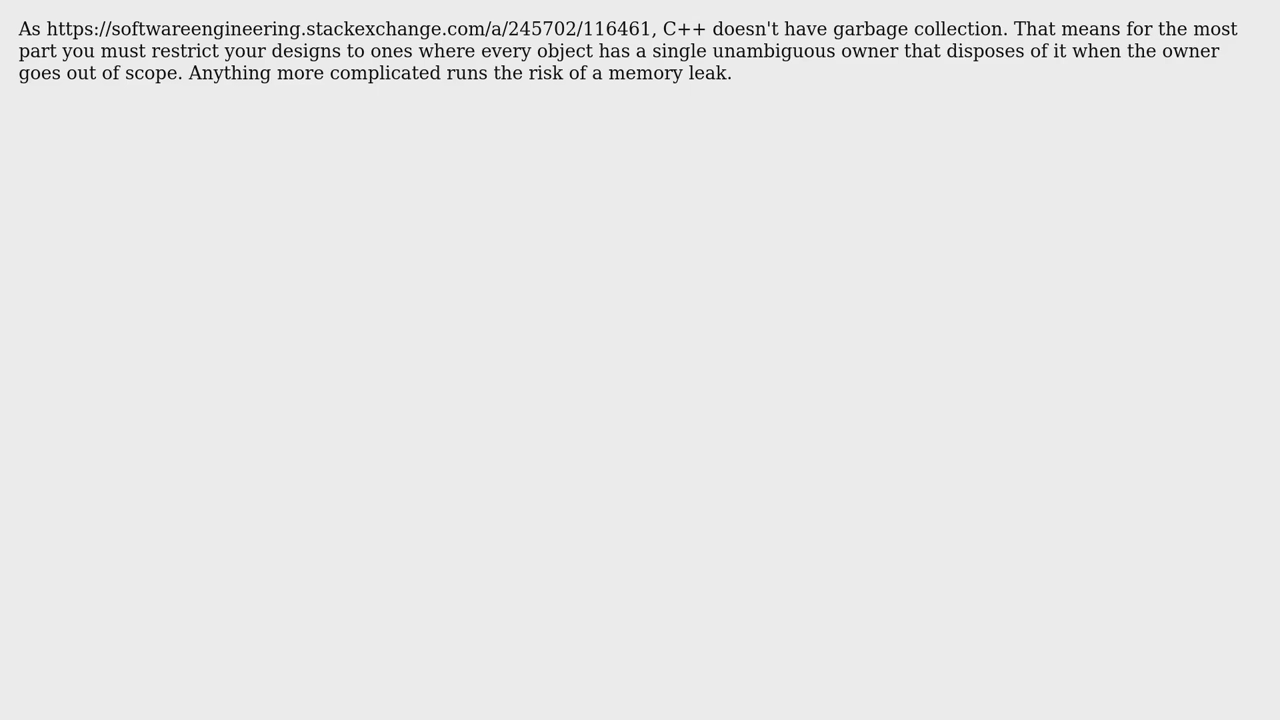 As https://softwareengineering.stackexchange.com/a/245702/116461, C++ doesn't have garbage collection. That means for the most
part you must restrict your designs to ones where every object has a single unambiguous owner that disposes of it when the owner
goes out of scope. Anything more complicated runs the risk of a memory leak.